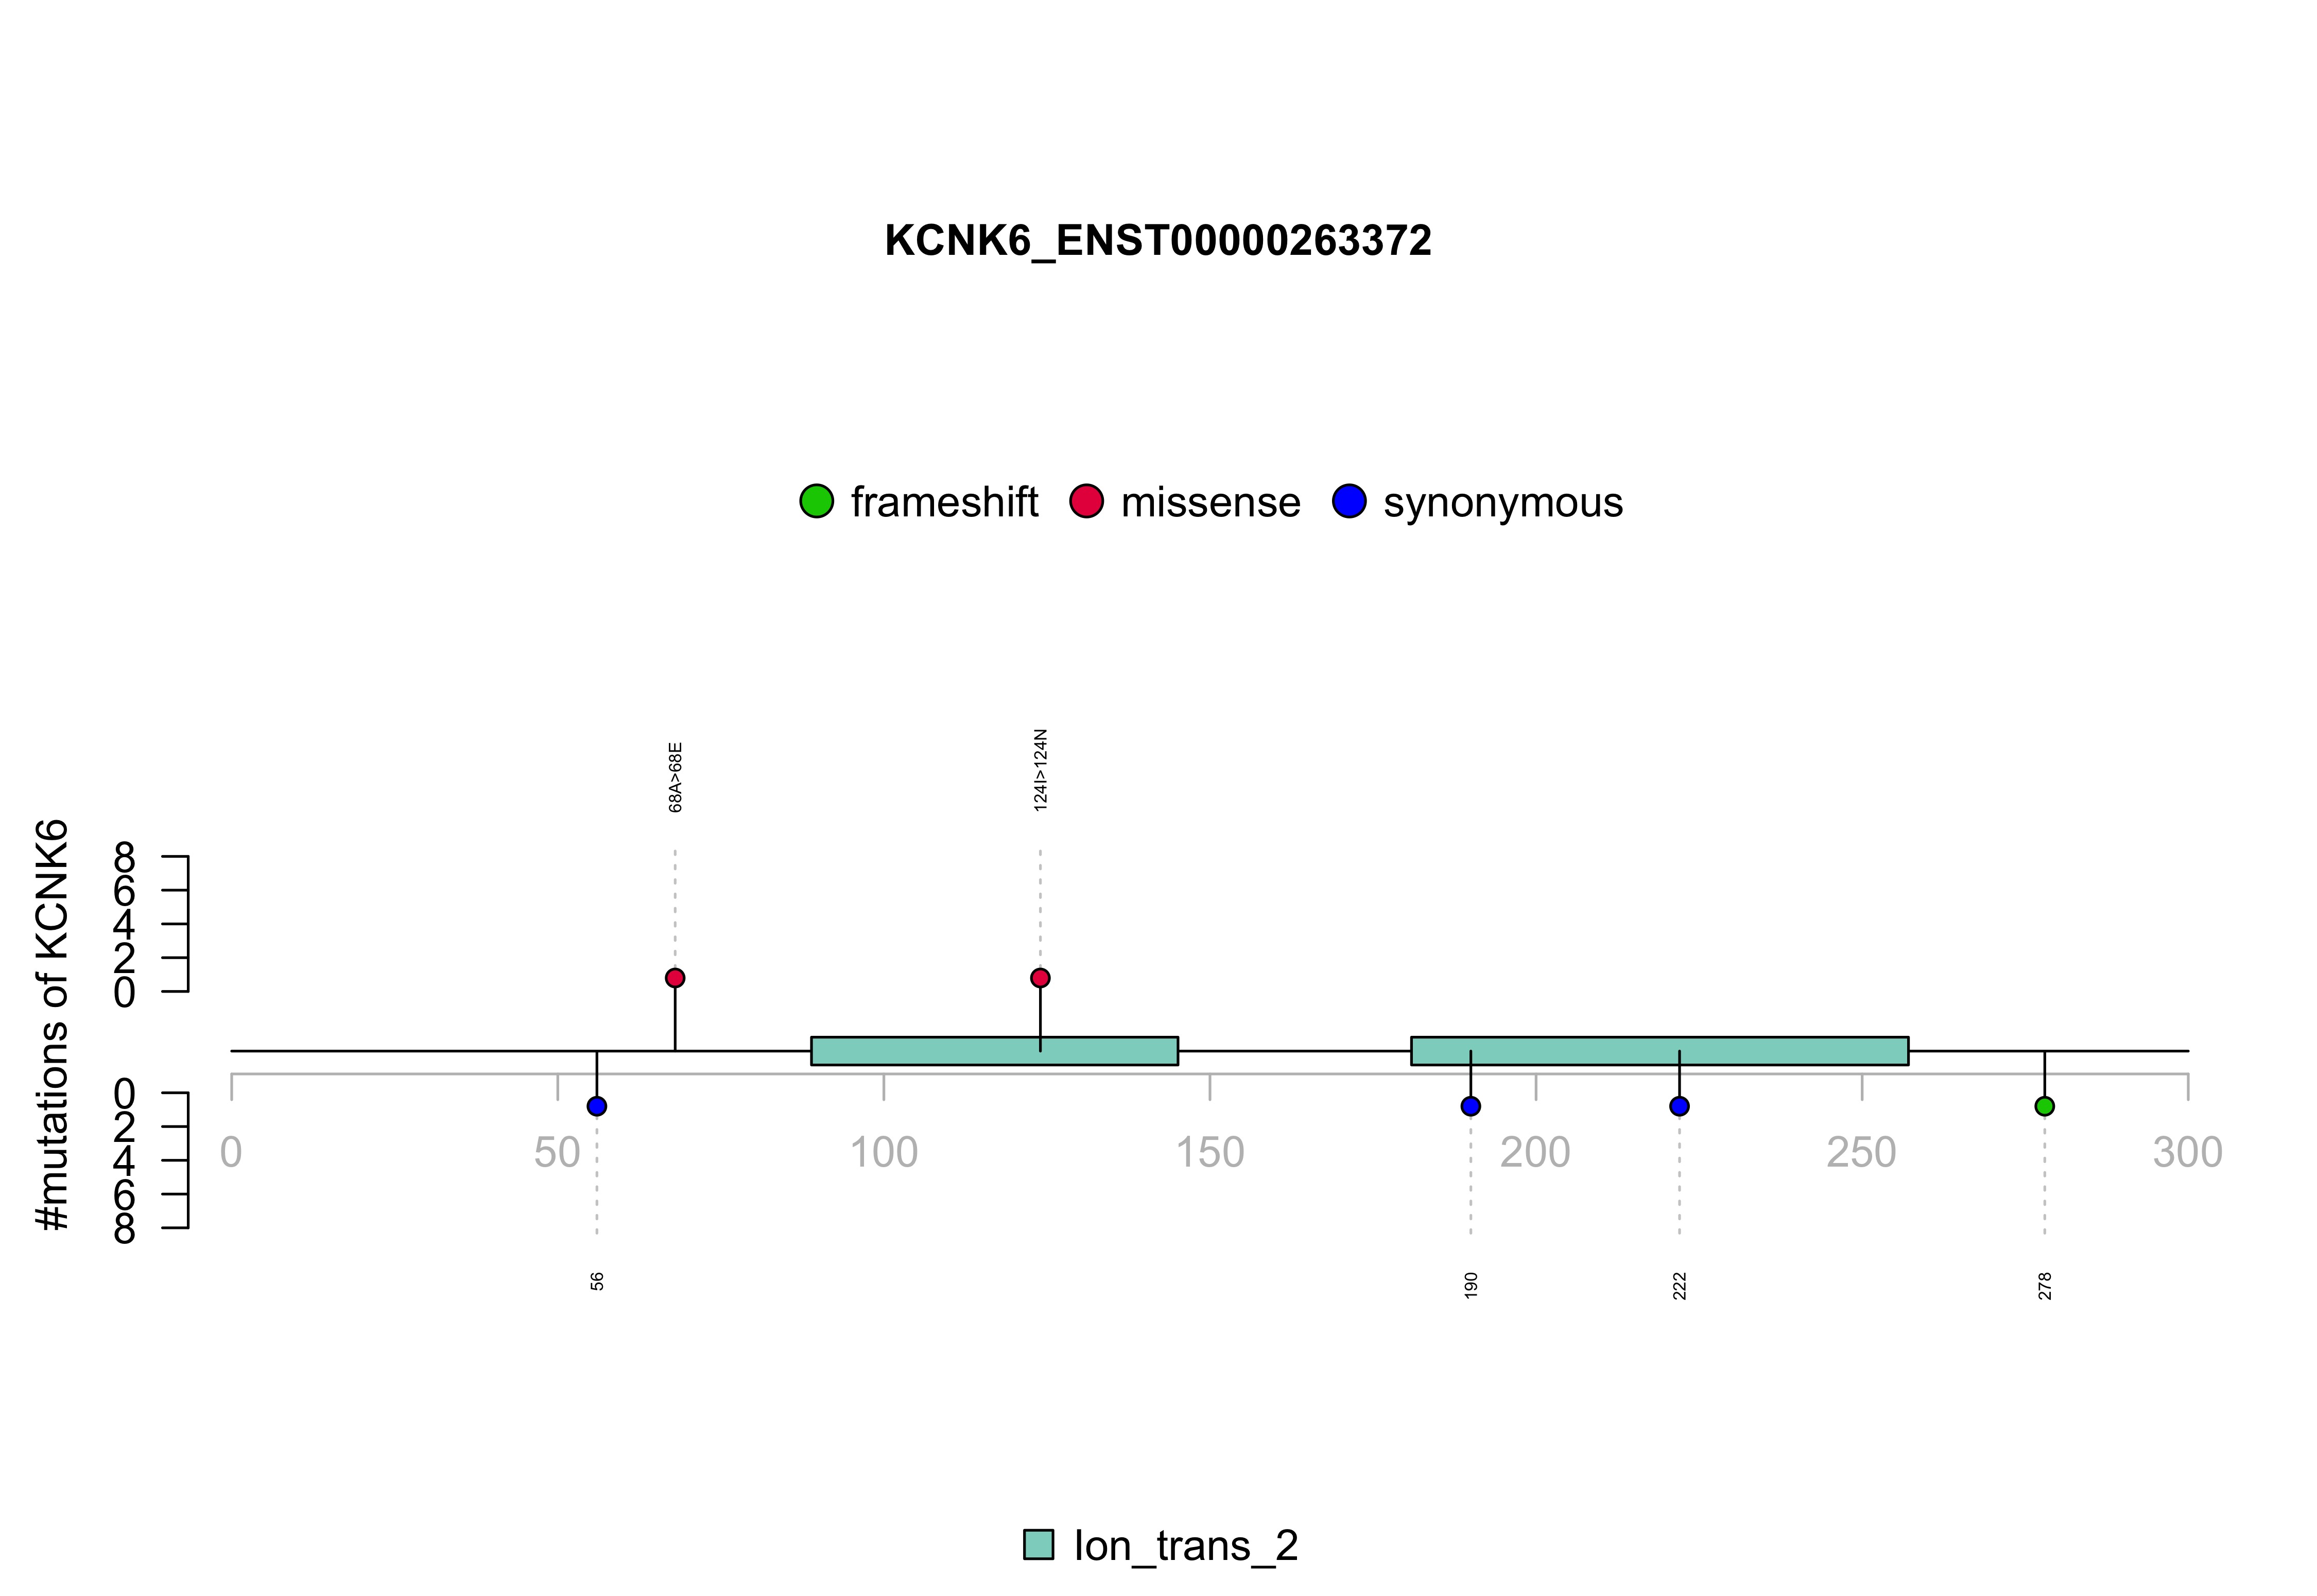 KCNK6_ENST00000263372
frameshift missense synonymous
68A>68E 124I>124N
#mutations of KCNK6
8
6
4
2
0
0
2
4
6
8
0 50 100 150 200 250 300
56 190 222 278
Ion_trans_2